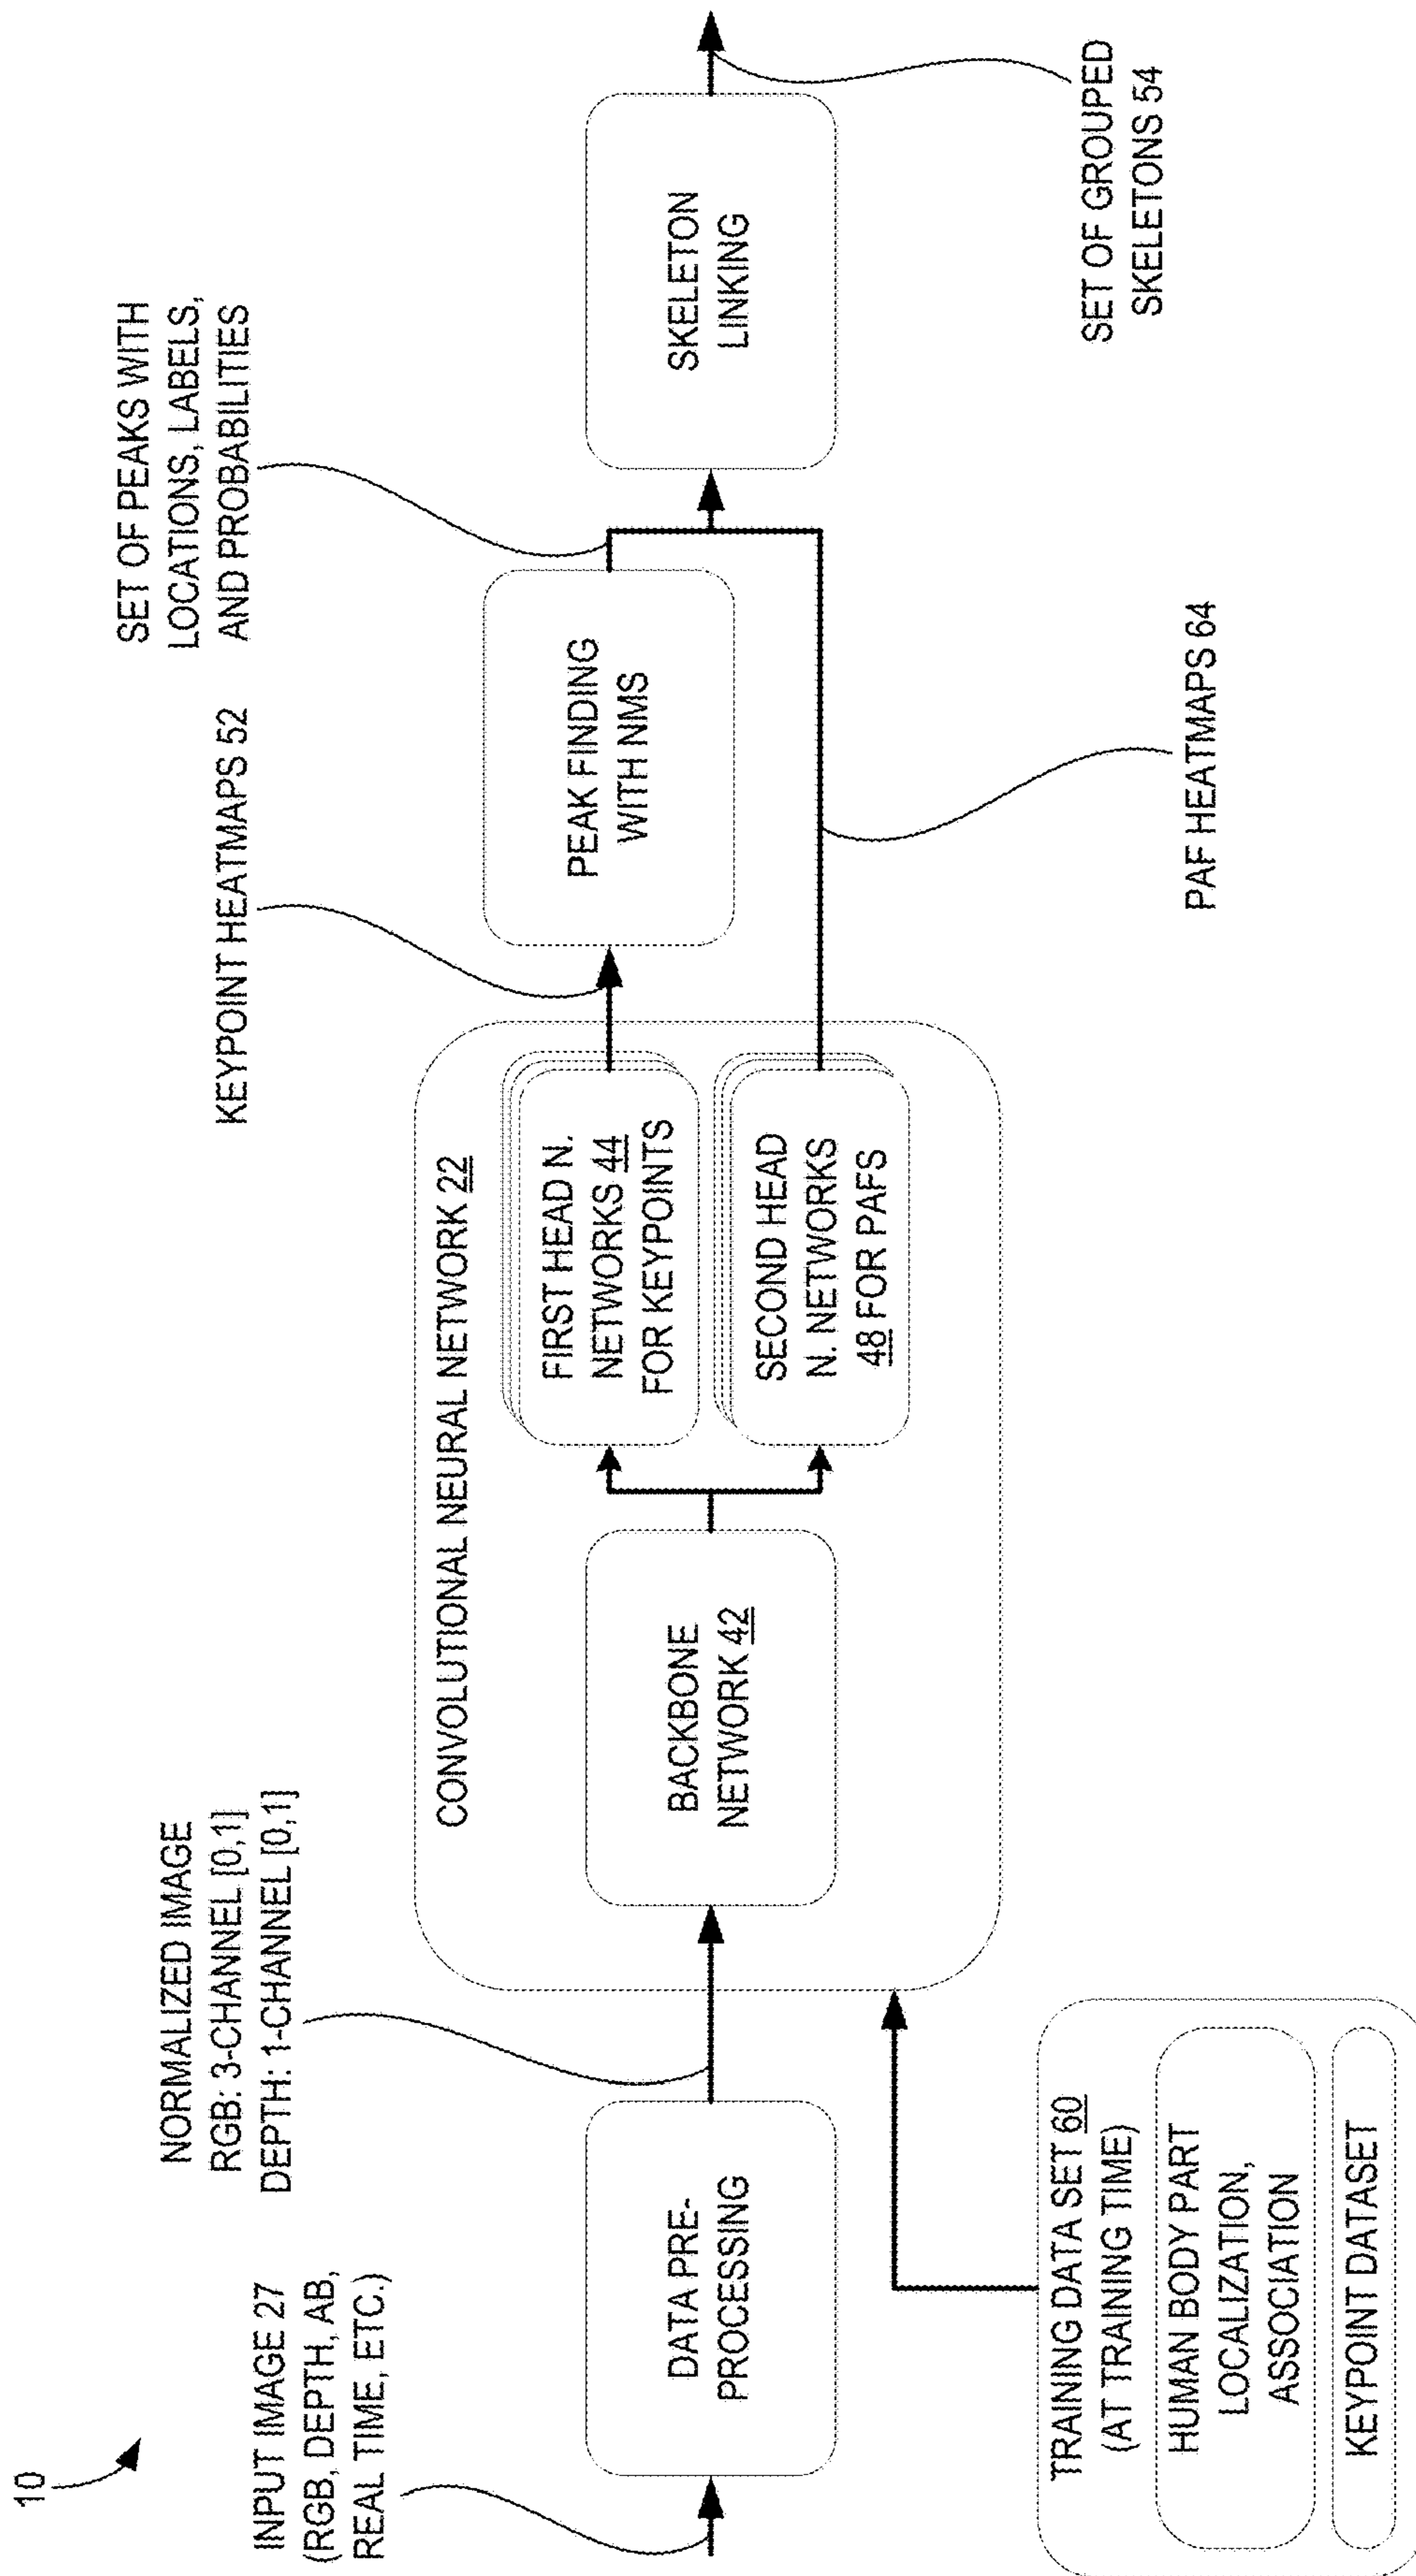 10
INPUT IMAGE 27
(RGB, DEPTH, AB,
REAL TIME, ETC.)
DATA PRE-
PROCESSING
NORMALIZED IMAGE
RGB: 3-CHANNEL [0,1]
DEPTH: 1-CHANNEL [0,1]
TRAINING DATA SET 60
(AT TRAINING TIME)
HUMAN BODY PART
LOCALIZATION,
ASSOCIATION
KEYPOINT DATASET
CONVOLUTIONAL NEURAL NETWORK 22
BACKBONE
NETWORK 42
FIRST HEAD N.
NETWORKS 44
FOR KEYPOINTS
SECOND HEAD
N. NETWORKS
48 FOR PAFS
KEYPOINT HEATMAPS 52
PEAK FINDING
WITH NMS
PAF HEATMAPS 64
SET OF PEAKS WITH
LOCATIONS, LABELS,
AND PROBABILITIES
SKELETON
LINKING
SET OF GROUPED
SKELETONS 54